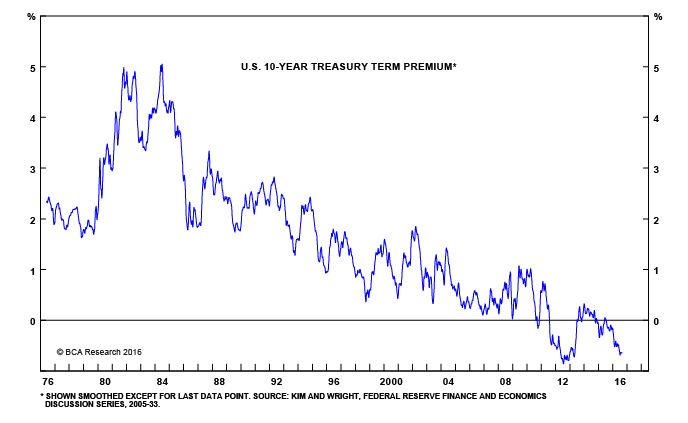 % %
U.S. 10-YEAR TREASURY TERM PREMIUM*
5 5
4 4
3 3
2 2
1 1
0 0
© BCA Research 2016
76 80 84 88 92 96 2000 04 08 12 16
* SHOWN SMOOTHED EXCEPT FOR LAST DATA POINT. SOURCE: KIM AND WRIGHT, FEDERAL RESERVE FINANCE AND ECONOMICS
DISCUSSION SERIES, 2005-33.